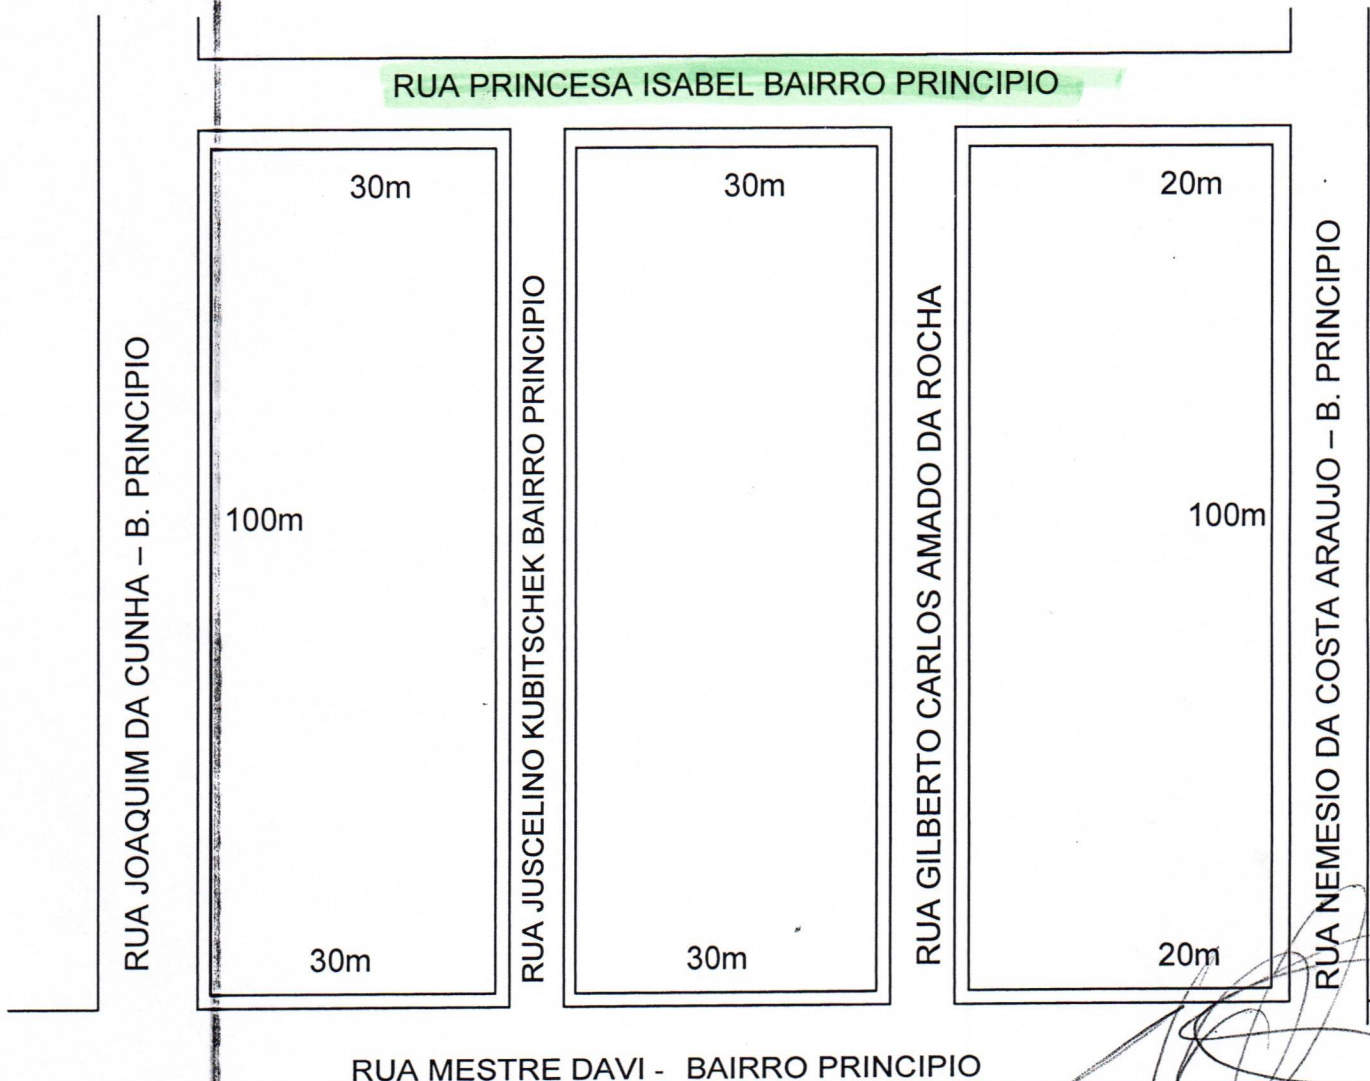 RUA PRINCESA ISABEL BAIRRO PRINCIPIO
30m
30m
20m
RUA JOAQUIM DA CUNHA – B. PRINCIPIO
100m
RUA JUSCELINO KUBITSCHEK BAIRRO PRINCIPIO
RUA GILBERTO CARLOS AMADO DA ROCHA
100m
RUA NEMESIO DA COSTA ARAUJO – B. PRINCIPIO
30m
30m
20m
RUA MESTRE DAVI - BAIRRO PRINCIPIO